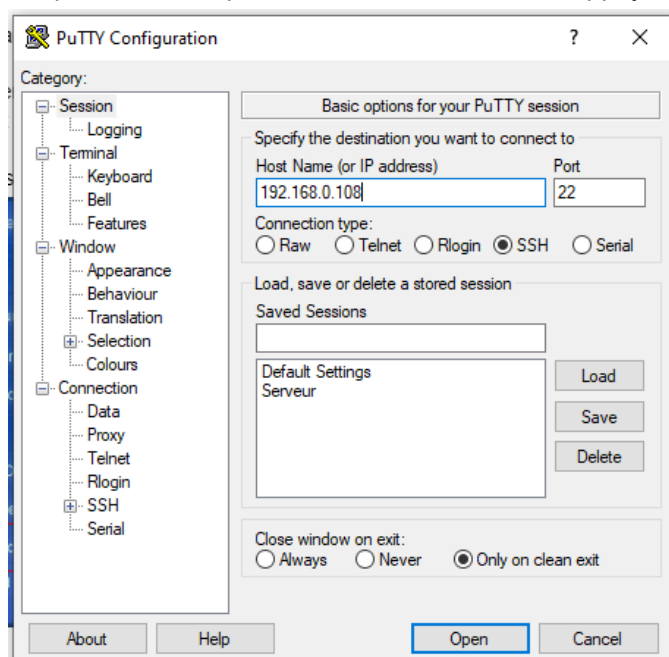 PuTTY Configuration
?
Category:
Session
Logging
Terminal
Keyboard
Bell
Features
Window
Appearance
Behaviour
Translation
Selection
Colours
Connection
Data
Proxy
Telnet
Rlogin
SSH
Serial
Basic options for your PuTTY session
Specify the destination you want to connect to
Host Name (or IP address) Port
192.168.0.108 22
Connection type:
Raw Telnet Rlogin SSH Serial
Load, save or delete a stored session
Saved Sessions
Default Settings
Serveur
Load
Save
Delete
Close window on exit:
Always Never Only on clean exit
About Help Open Cancel